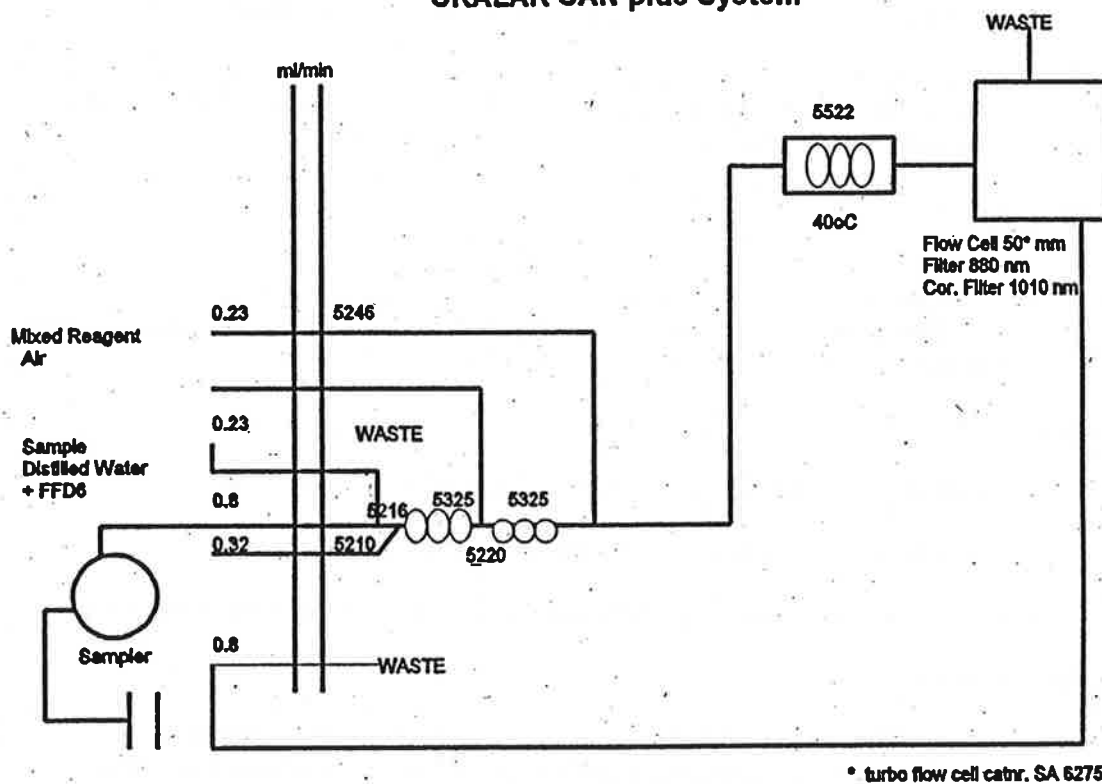 SKALAR SAN plus System
WASTE
ml/min
5522
40oC
Flow Cell 50* mm
Filter 880 nm
Cor. Filter 1010 nm
0.23
5246
Mixed Reagent
Air
0.23
WASTE
Sample
Distilled Water
+ FFD6
0.8
5216
5325
5325
0.32
5210
5220
Sampler
0.8
WASTE
* turbo flow cell catnr. SA 6275